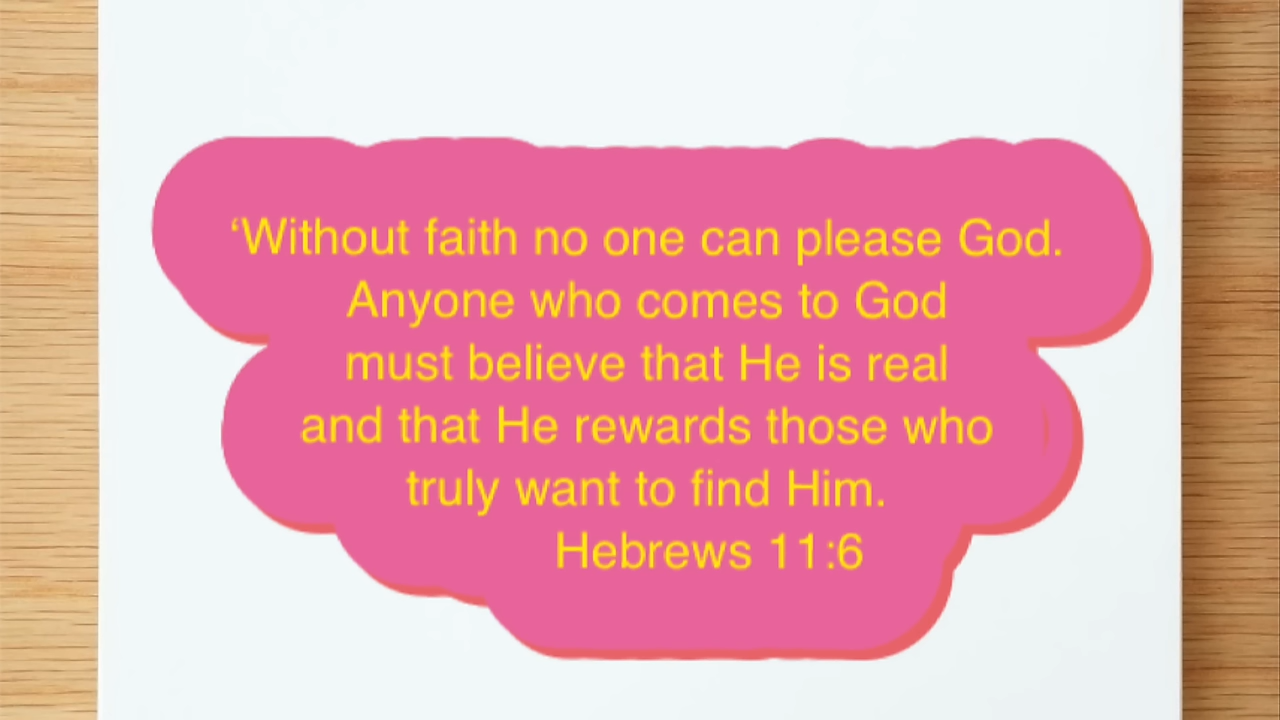 ‘Without faith no one can please God.
Anyone who comes to God
must believe that He is real
and that He rewards those who
truly want to find Him.
Hebrews 11:6